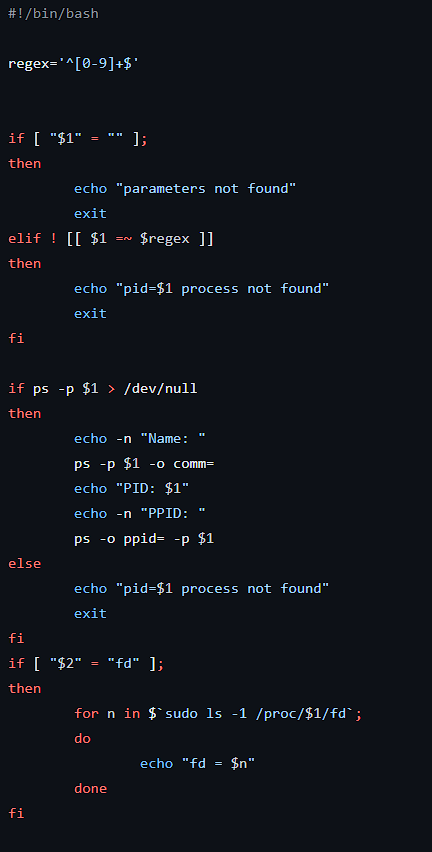 #!/bin/bash
regex='^[0-9]+$'
if [ "$1" = "" ];
then
echo "parameters not found"
exit
elif ! [[ $1 =~ $regex ]]
then
echo "pid=$1 process not found"
exit
fi
if ps -p $1 > /dev/null
then
echo -n "Name: "
ps -p $1 -o comm=
echo "PID: $1"
echo -n "PPID: "
ps -o ppid= -p $1
else
echo "pid=$1 process not found"
exit
fi
if [ "$2" = "fd" ];
then
for n in $`sudo ls -1 /proc/$1/fd`;
do
echo "fd = $n"
done
fi